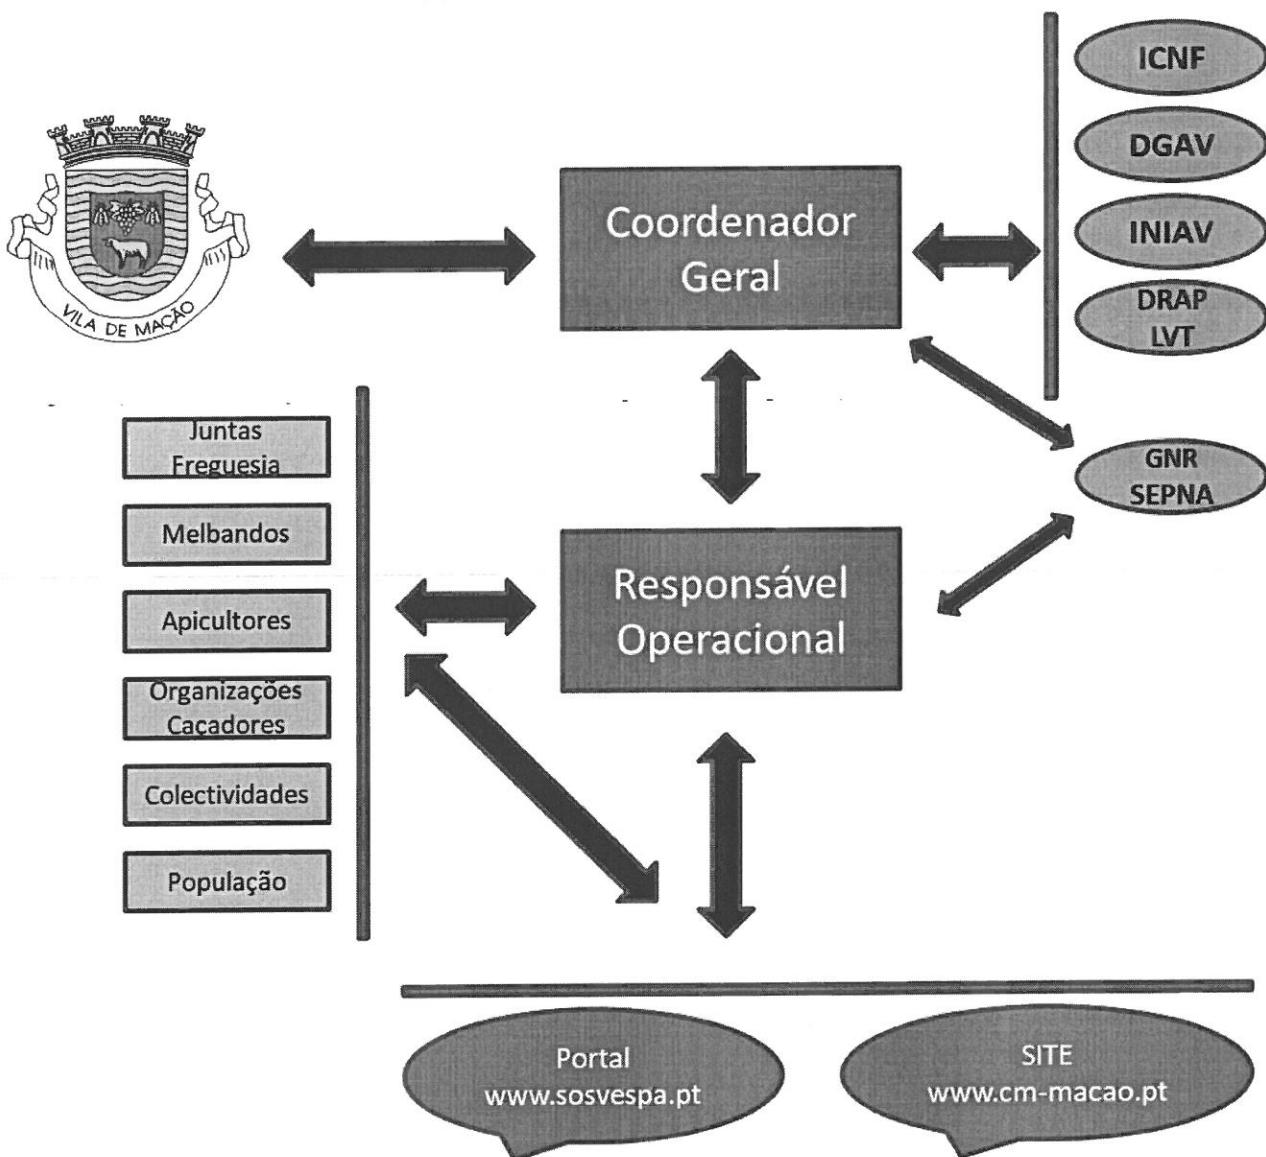 ICNF
DGAV
INIAV
DRAP
LVT
VILA DE MAÇÃO
Coordenador
Geral
GNR
SEPNA
Juntas
Freguesia
Melbandos
Apicultores
Organizações
Caçadores
Colectividades
População
Responsável
Operacional
Portal
www.sosvespa.pt
SITE
www.cm-macao.pt